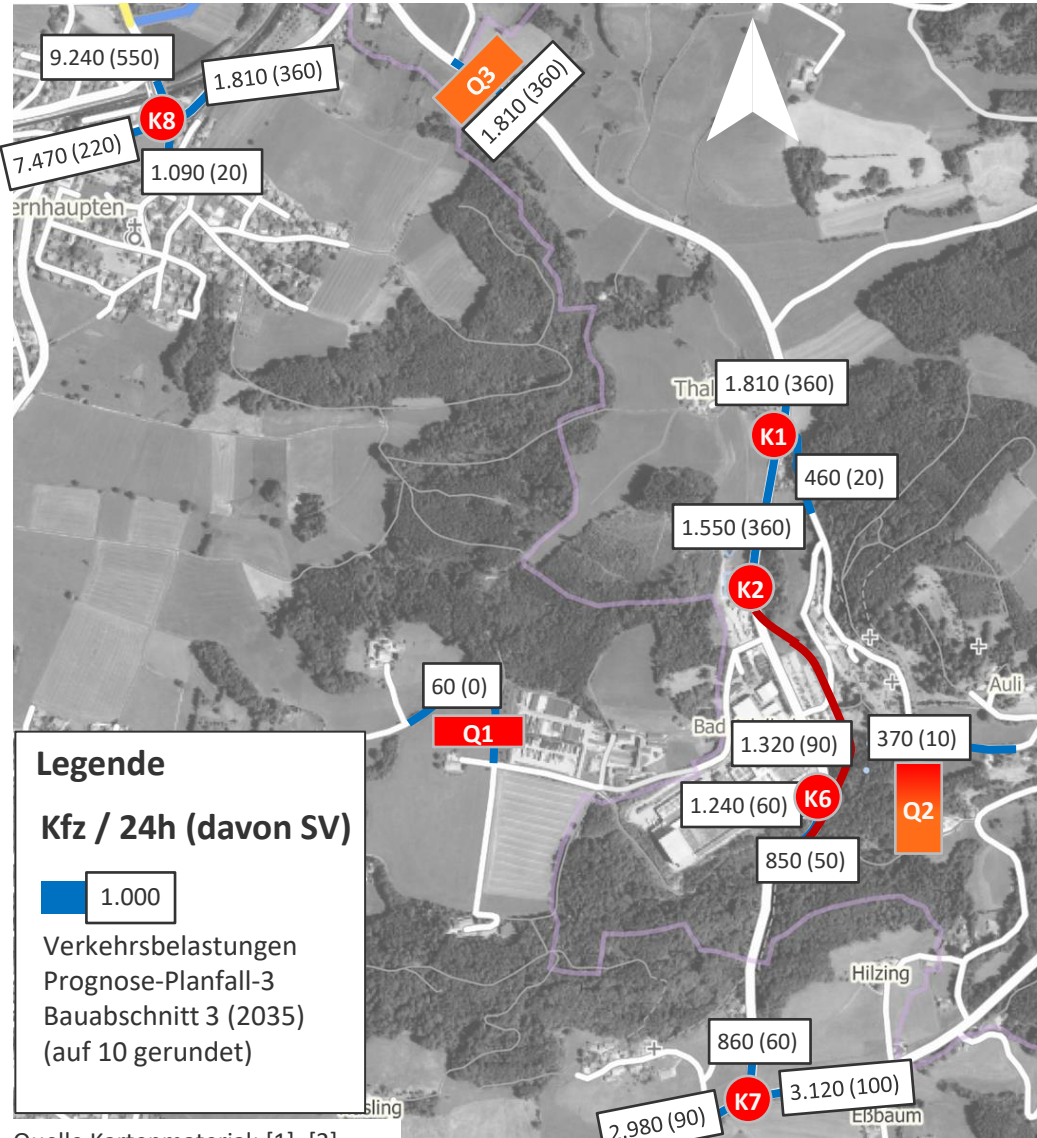 9.240 (550)
1.810 (360)
K8
7.470 (220)
1.090 (20)
ernhaupten
Q3
1.810 (360)
Thal
1.810 (360)
K1
460 (20)
1.550 (360)
K2
60 (0)
Q1
Auli
Bad
1.320 (90)
370 (10)
1.240 (60)
K6
Q2
850 (50)
Legende
Kfz / 24h (davon SV)
1.000
Verkehrsbelastungen
Prognose-Planfall-3
Bauabschnitt 3 (2035)
(auf 10 gerundet)
Hilzing
860 (60)
K7
3.120 (100)
2.980 (90)
sling
Eßbaum
Quelle Kartenmaterial: [1], [2]